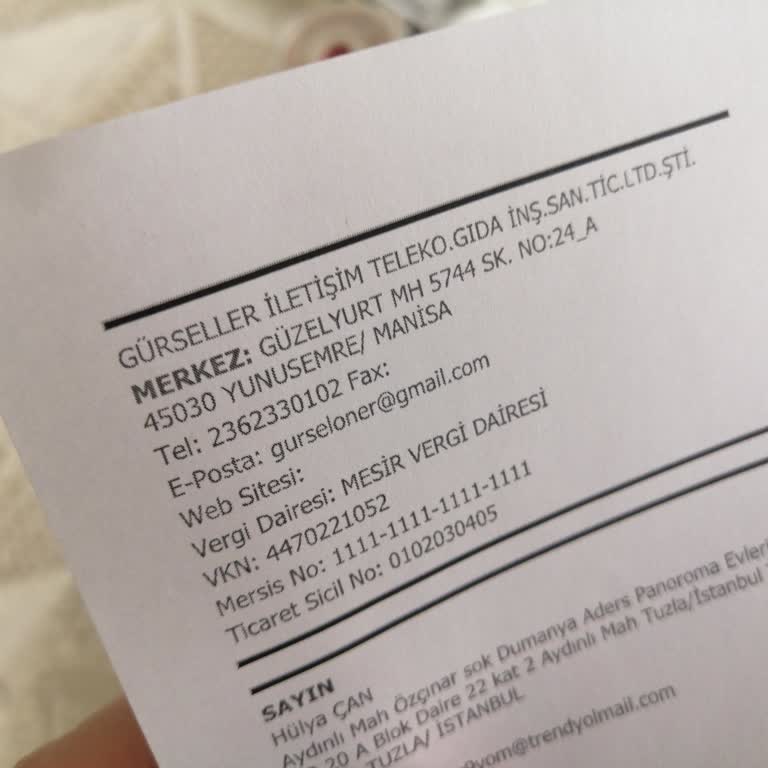 GÜRSELLER İLETİŞİM TELEKO.GIDA İNŞ.SAN.TİC.LTD.ŞTİ.
MERKEZ: GÜZELYURT MH 5744 SK. NO:24_A
45030 YUNUSEMRE/ MANİSA
Tel: 2362330102 Fax:
E-Posta: gurseloner@gmail.com
Web Sitesi:
Vergi Dairesi: MESİR VERGİ DAİRESİ
VKN: 4470221052
Mersis No: 1111-1111-1111-1111
Ticaret Sicil No: 0102030405
SAYIN
Hülya ÇAN
Aydınlı Mah Özçınar sok Dumanya Aders Panoroma Evleri
20 A Blok Daire 22 kat 2 Aydınlı Mah Tuzla/İstanbul
TUZLA/ İSTANBUL